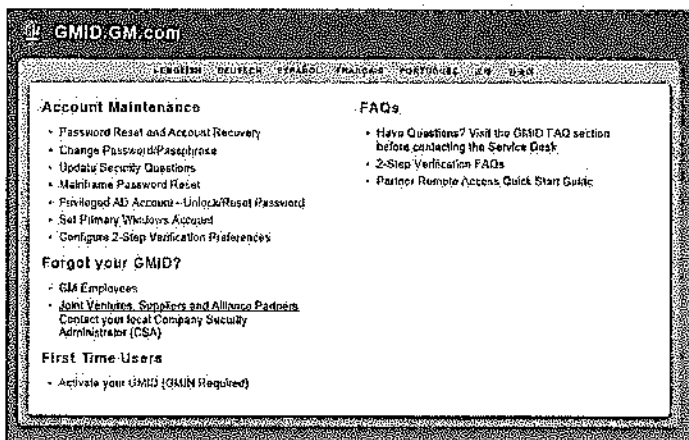 GMID.GM.com
ENGLISH DEUTSCH ESPAÑOL FRANÇAIS PORTUGUÊS
Account Maintenance
Password Reset and Account Recovery
Change Password/Passphrase
Update Security Questions
Mainframe Password Reset
Privileged AD Account - Unlock/Reset Password
Set Primary Windows Account
Configure 2-Step Verification Preferences
Forgot your GMID?
GM Employees
Joint Ventures, Suppliers and Alliance Partners
Contact your local Company Security
Administrator (CSA)
First Time Users
Activate your GMID (GMIN Required)
FAQs
Have Questions? Visit the GMID FAQ section
before contacting the Service Desk
2-Step Verification FAQs
Partner Remote Access Quick Start Guide